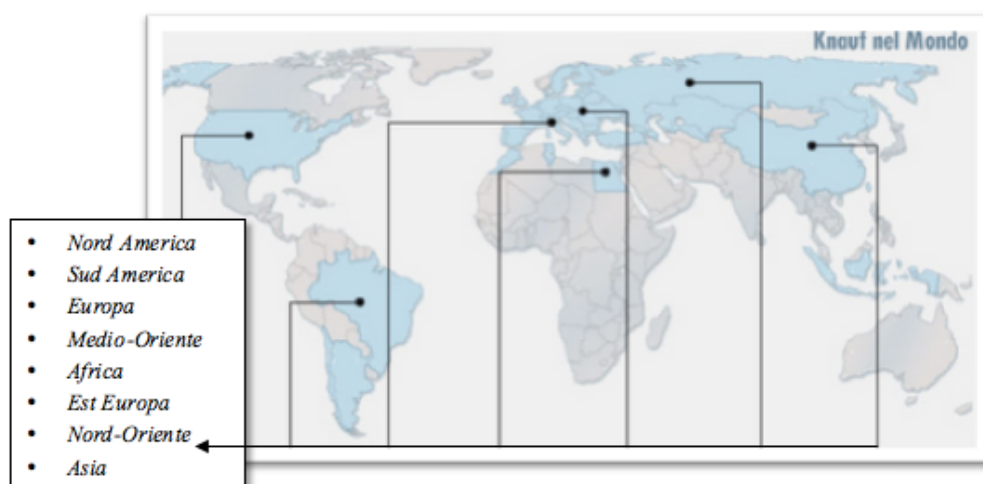 Knauf nel Mondo
• Nord America
• Sud America
• Europa
• Medio-Oriente
• Africa
• Est Europa
• Nord-Oriente
• Asia